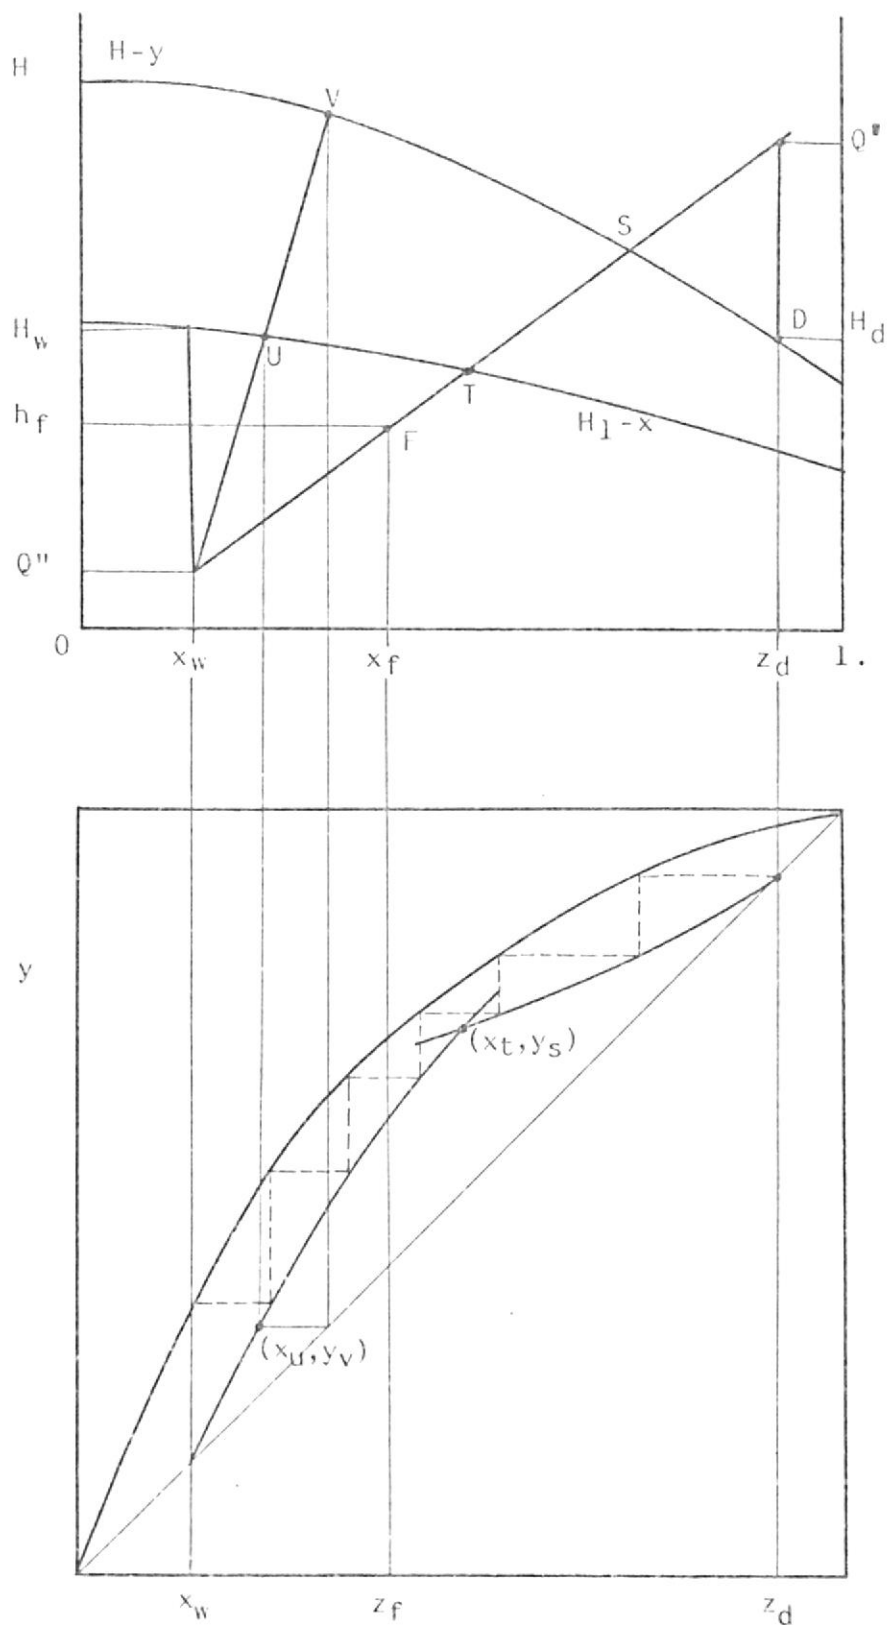 H-y
H
V
Q'
S
H_w
D
H_d
U
T
h_f
F
H_l-x
Q"
0
x_w
x_f
z_d
1.
y
(x_t,y_s)
(x_u,y_v)
x_w
z_f
z_d